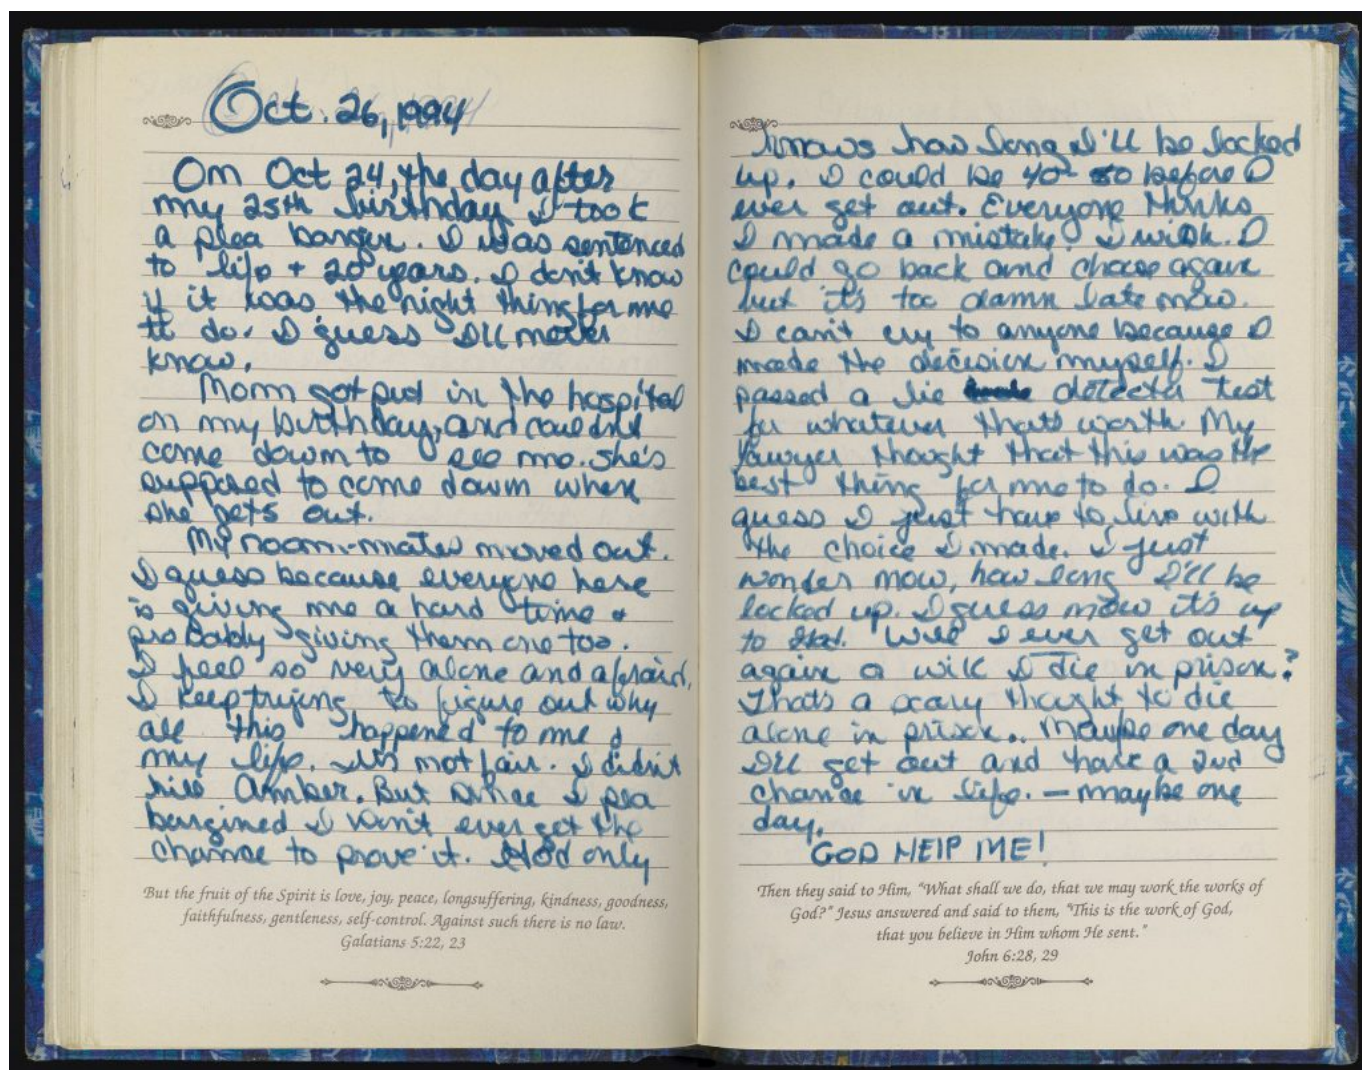 Oct. 26, 1994
On Oct 24, the day after
my 25th birthday I took
a plea bargin. I was sentenced
to life + 20 years. I don't know
if it was the right thing for me
to do. I guess I'll never
know.
Mom got put in the hospital
on my birthday, and couldn't
come down to see me. She's
supposed to come down when
she gets out.
My room-mates moved out.
I guess because everyone here
is giving me a hard time &
probably giving them one too.
I feel so very alone and afraid,
I keep trying to figure out why
all this happened to me &
my life. It's not fair. I didn't
kill Amber. But since I plea
bargined I won't ever get the
chance to prove it. God only
But the fruit of the Spirit is love, joy, peace, longsuffering, kindness, goodness,
faithfulness, gentleness, self-control. Against such there is no law.
Galatians 5:22, 23
knows how long I'll be locked
up. I could be 40-50 before I
ever get out. Everyone thinks
I made a mistake. I wish I
could go back and choose again
but it's too damn late now.
I can't cry to anyone because I
made the decision myself. I
passed a lie detector test
for whatever that's worth. My
lawyer thought that this was the
best thing for me to do. I
guess I just have to live with
the choice I made. I just
wonder now, how long I'll be
locked up. I guess now it's up
to God. Will I ever get out
again or will I die in prison?
Thats a scary thought to die
alone in prison.. Maybe one day
I'll get out and have a 2nd
chance in life. – maybe one
day.
GOD HElP ME!
Then they said to Him, "What shall we do, that we may work the works of
God?" Jesus answered and said to them, "This is the work of God,
that you believe in Him whom He sent."
John 6:28, 29